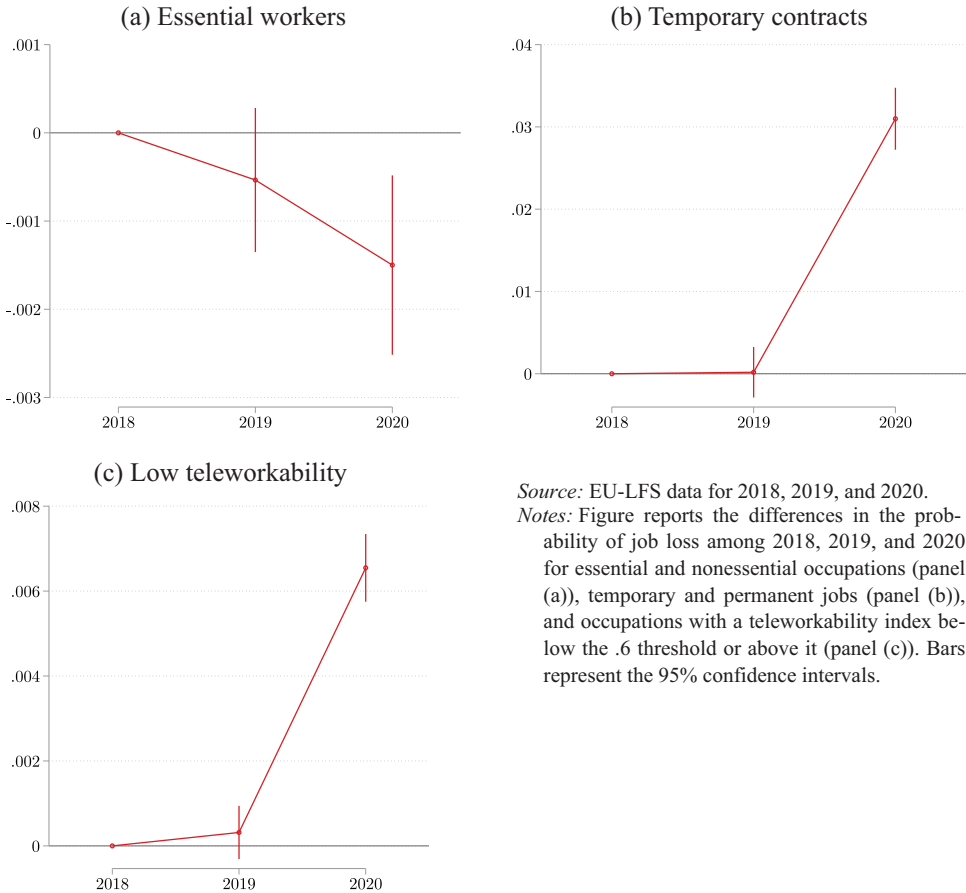 (a) Essential workers
.001
0
-.001
-.002
-.003
2018 2019 2020
(b) Temporary contracts
.04
.03
.02
.01
0
2018 2019 2020
(c) Low teleworkability
.008
.006
.004
.002
0
2018 2019 2020
Source: EU-LFS data for 2018, 2019, and 2020.
Notes: Figure reports the differences in the prob-
ability of job loss among 2018, 2019, and 2020
for essential and nonessential occupations (panel
(a)), temporary and permanent jobs (panel (b)),
and occupations with a teleworkability index be-
low the .6 threshold or above it (panel (c)). Bars
represent the 95% confidence intervals.